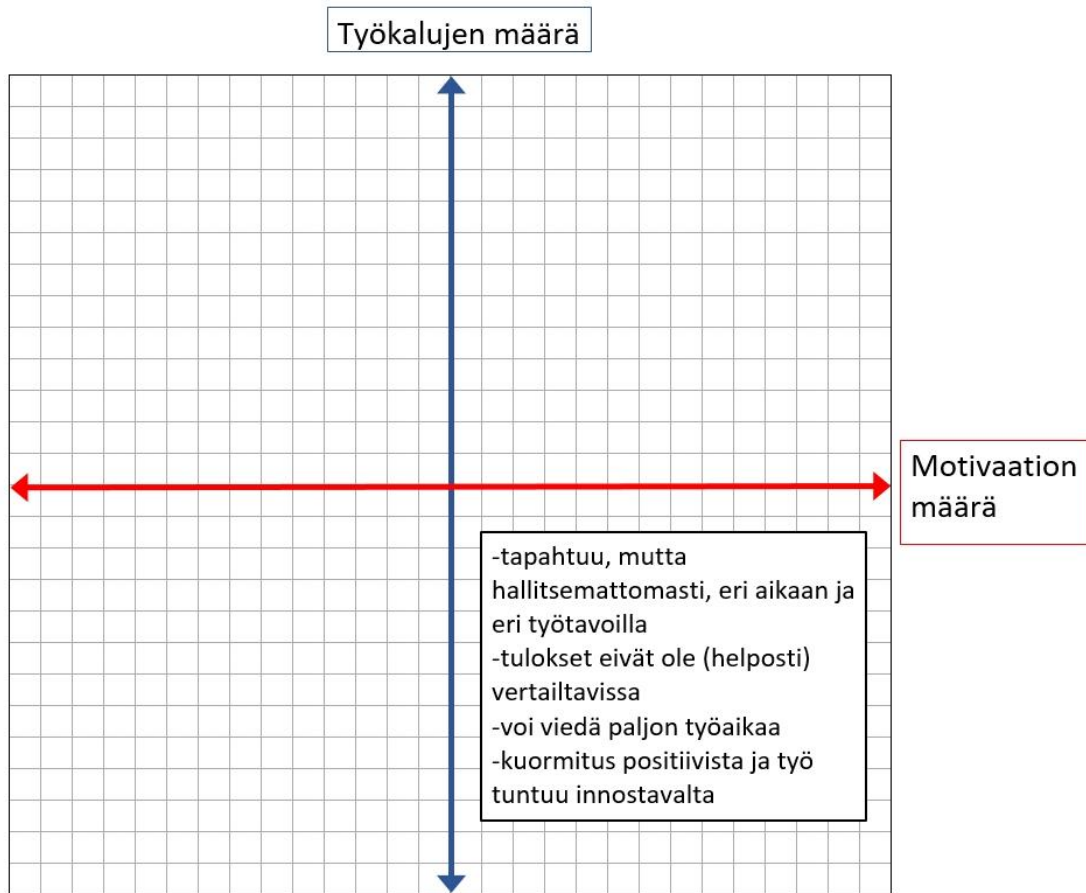 Työkalujen määrä
Motivaation
määrä
-tapahtuu, mutta
hallitsemattomasti, eri aikaan ja
eri työtavoilla
-tulokset eivät ole (helposti)
vertailtavissa
-voi viedä paljon työaikaa
-kuormitus positiivista ja työ
tuntuu innostavalta